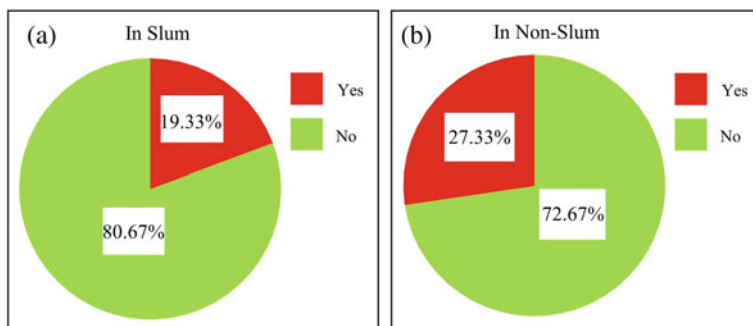 (a)
In Slum
Yes
No
19.33%
80.67%
(b)
In Non-Slum
Yes
No
27.33%
72.67%